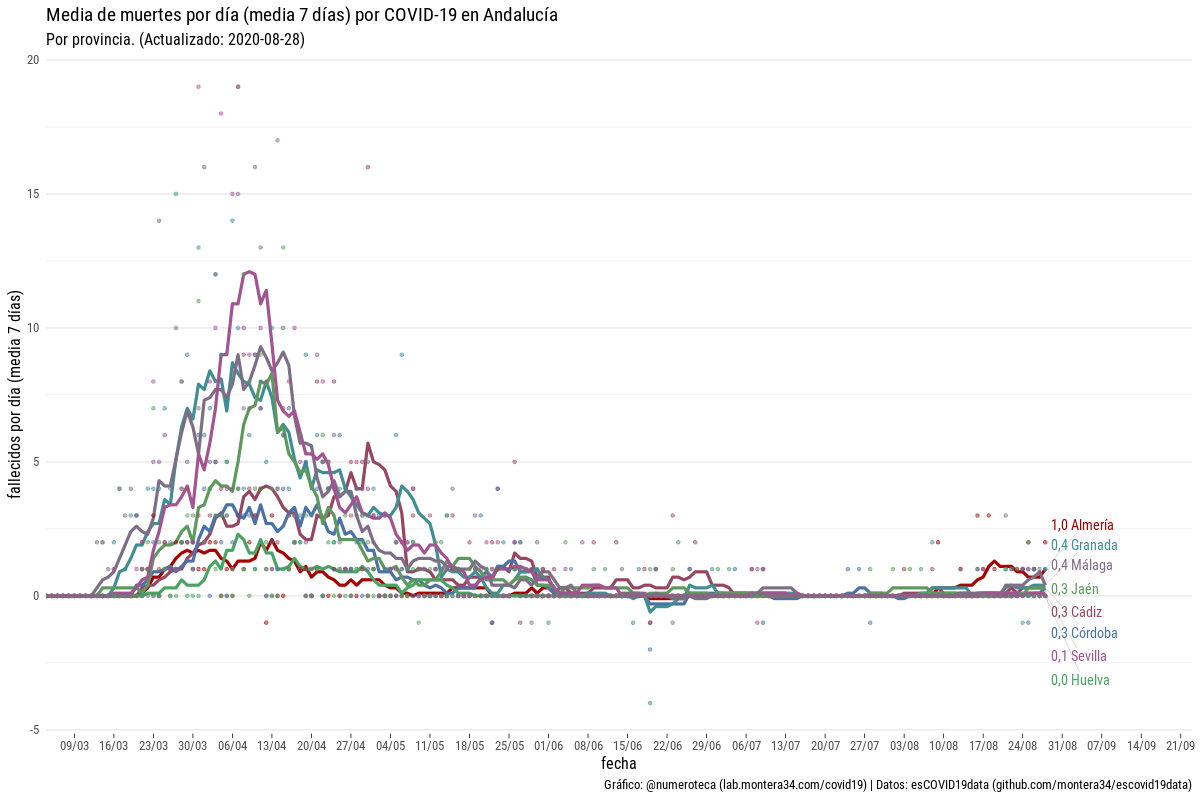 Media de muertes por día (media 7 días) por COVID-19 en Andalucía
Por provincia. (Actualizado: 2020-08-28)
fallecidos por día (media 7 días)
20
15
10
5
0
-5
1,0 Almería
0,4 Granada
0,4 Málaga
0,3 Jaén
0,3 Cádiz
0,3 Córdoba
0,1 Sevilla
0,0 Huelva
09/03 16/03 23/03 30/03 06/04 13/04 20/04 27/04 04/05 11/05 18/05 25/05 01/06 08/06 15/06 22/06 29/06 06/07 13/07 20/07 27/07 03/08 10/08 17/08 24/08 31/08 07/09 14/09 21/09
fecha
Gráfico: @numeroteca (lab.montera34.com/covid19) | Datos: esCOVID19data (github.com/montera34/escovid19data)